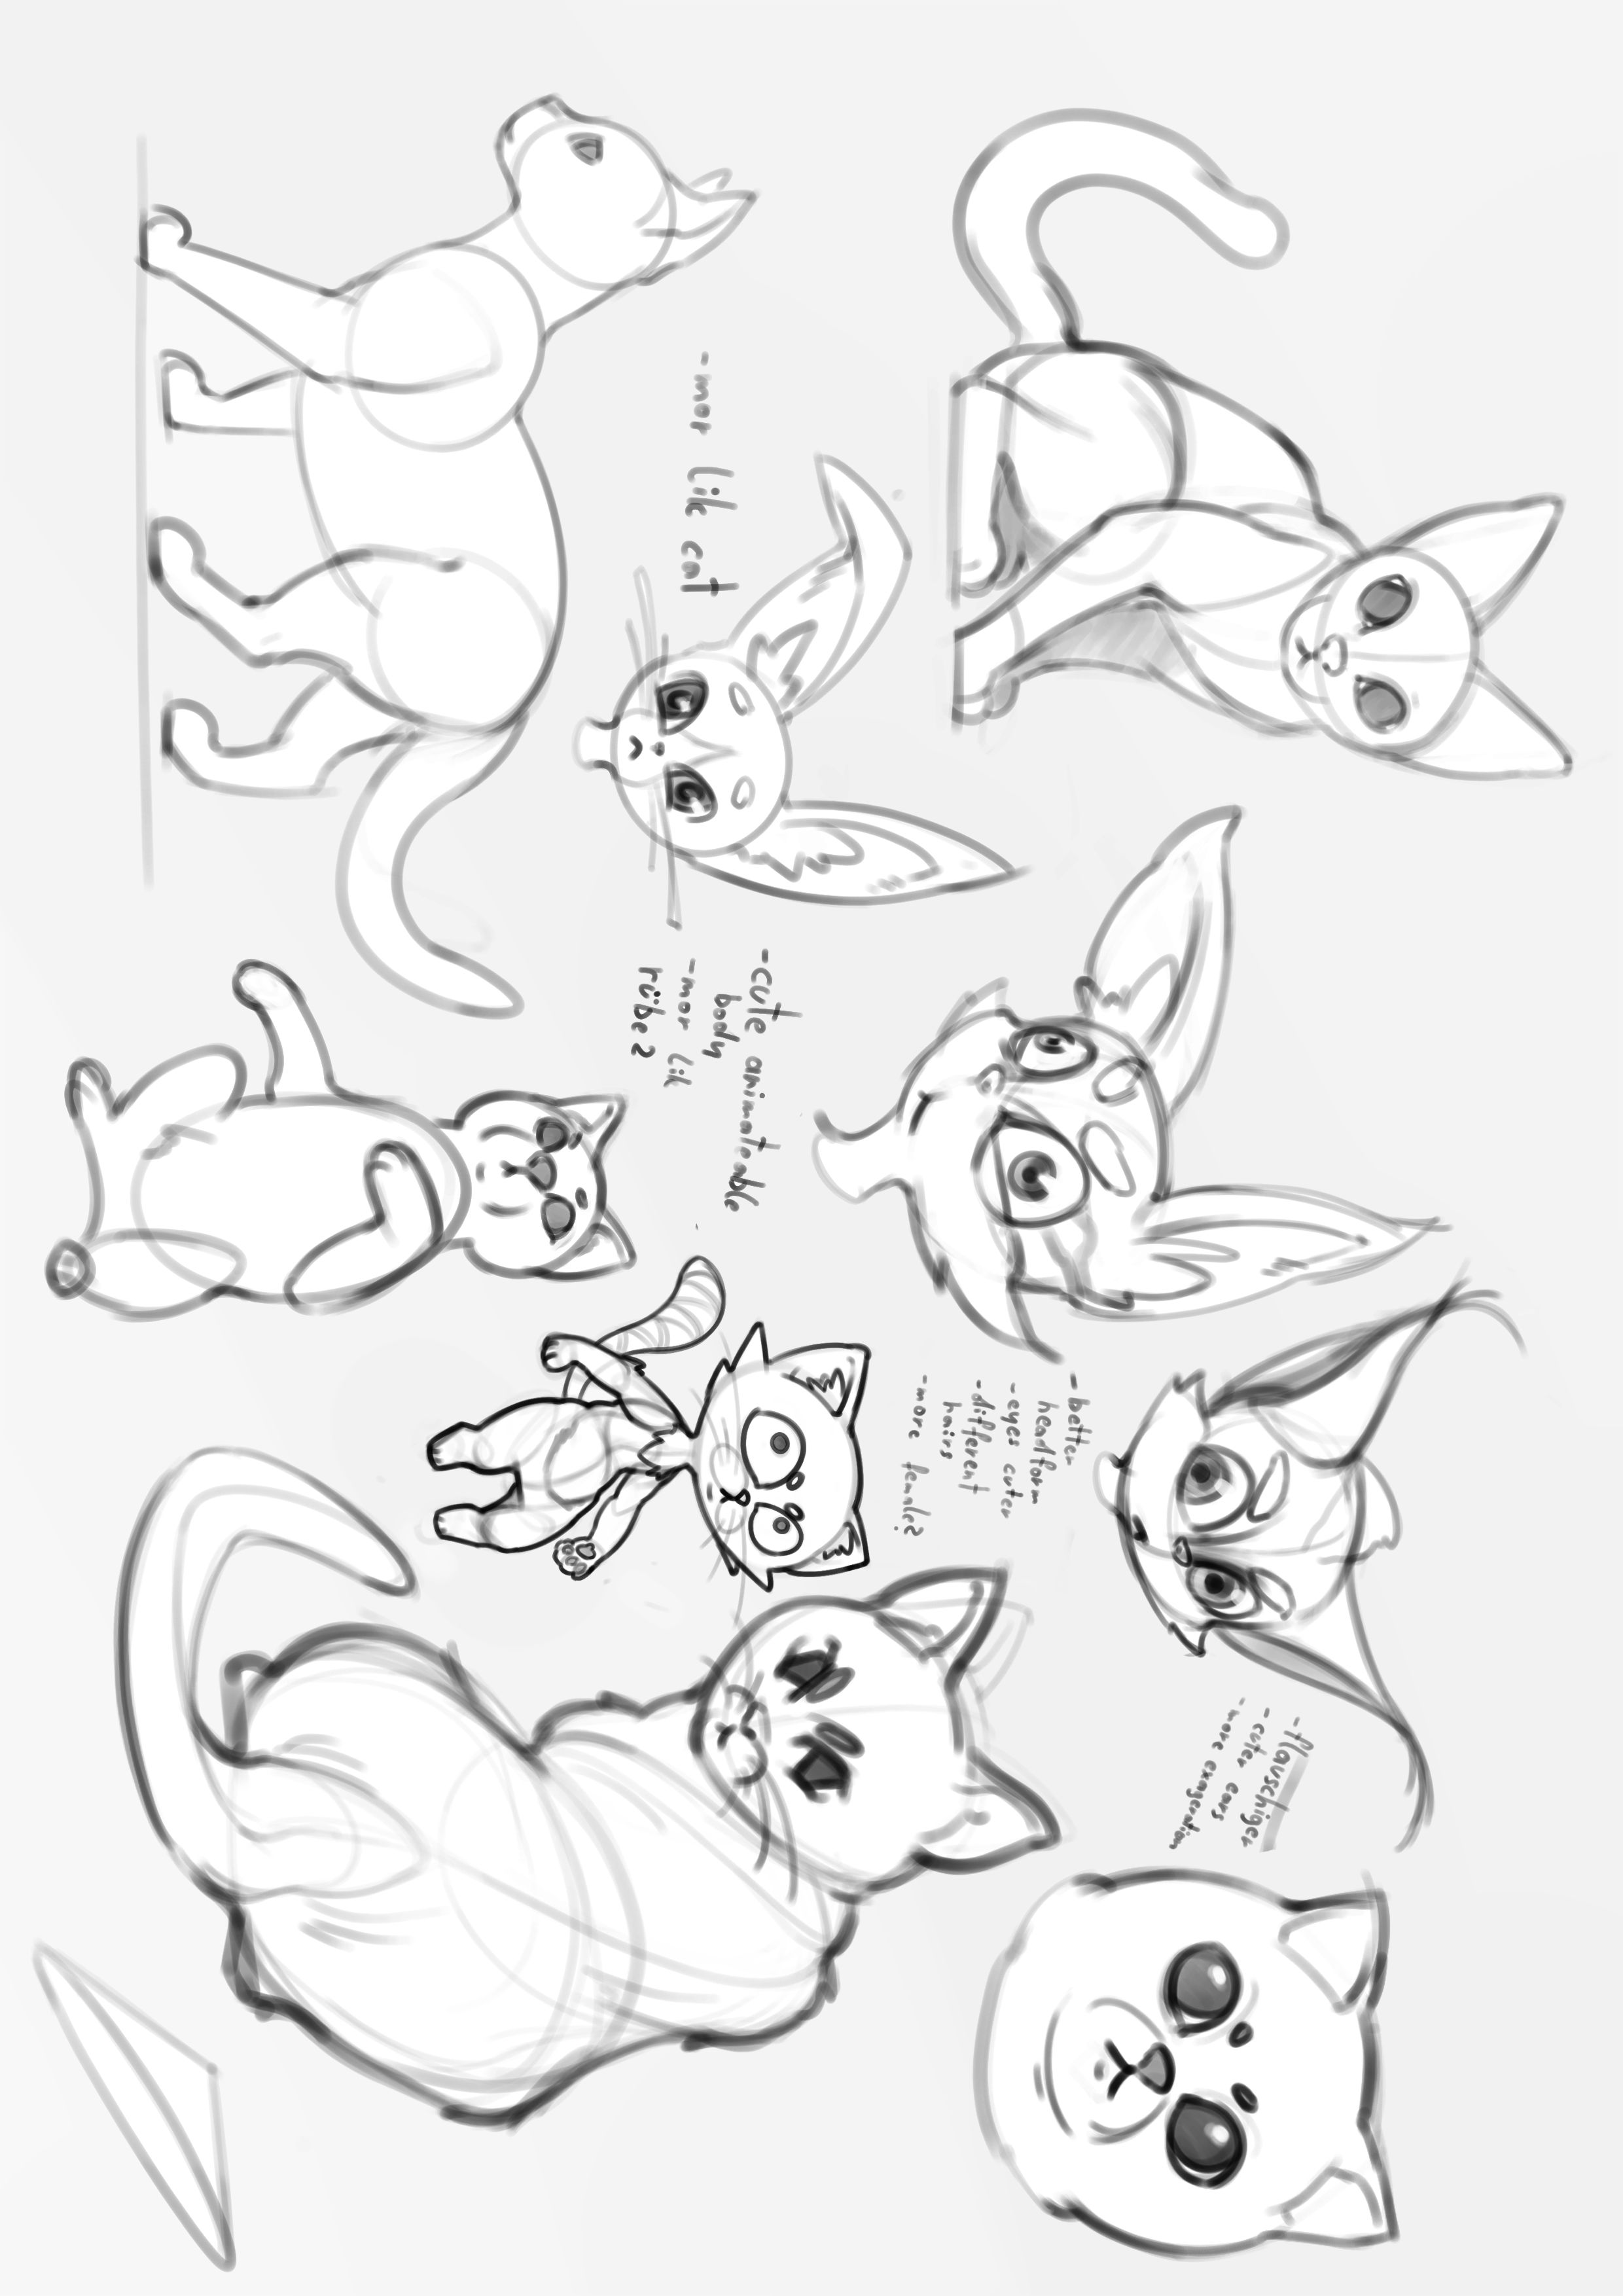 -flauschiger
-cuter ears
-more exageration
-better
headform
-eyes cuter
-different
hairs
-more female?
-mor lik cat
-cute animateable
body
-mor lik
rübe?